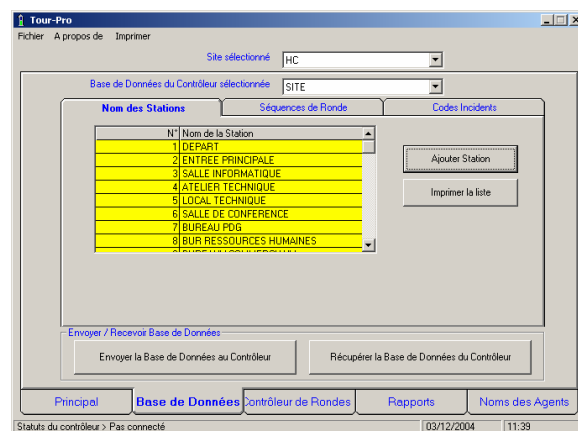 Tour-Pro
Fichier A propos de Imprimer
Site sélectionné HC
Base de Données du Contrôleur sélectionnée SITE
Nom des Stations Séquences de Ronde Codes Incidents
N° Nom de la Station
1 DEPART
2 ENTREE PRINCIPALE
3 SALLE INFORMATIQUE
4 ATELIER TECHNIQUE
5 LOCAL TECHNIQUE
6 SALLE DE CONFERENCE
7 BUREAU PDG
8 BUR RESSOURCES HUMAINES
Ajouter Station
Imprimer la liste
Envoyer / Recevoir Base de Données
Envoyer la Base de Données au Contrôleur Récupérer la Base de Données du Contrôleur
Principal Base de Données Contrôleur de Rondes Rapports Noms des Agents
Statuts du contrôleur > Pas connecté 03/12/2004 11:39